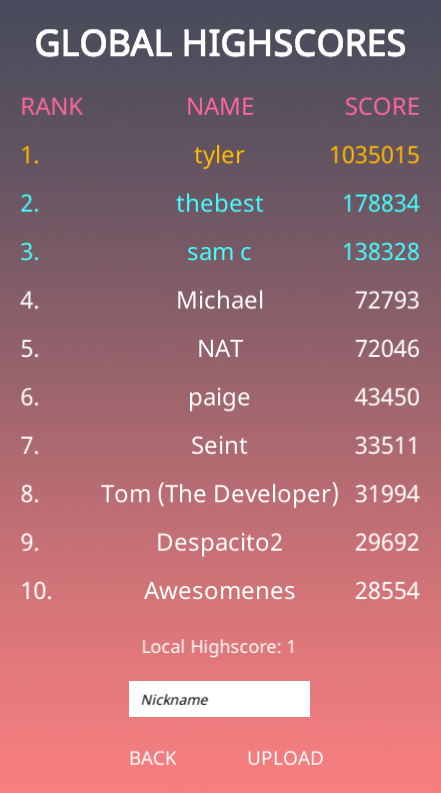 GLOBAL HIGHSCORES
RANK NAME SCORE
1. tyler 1035015
2. thebest 178834
3. sam c 138328
4. Michael 72793
5. NAT 72046
6. paige 43450
7. Seint 33511
8. Tom (The Developer) 31994
9. Despacito2 29692
10. Awesomenes 28554
Local Highscore: 1
Nickname
BACK UPLOAD